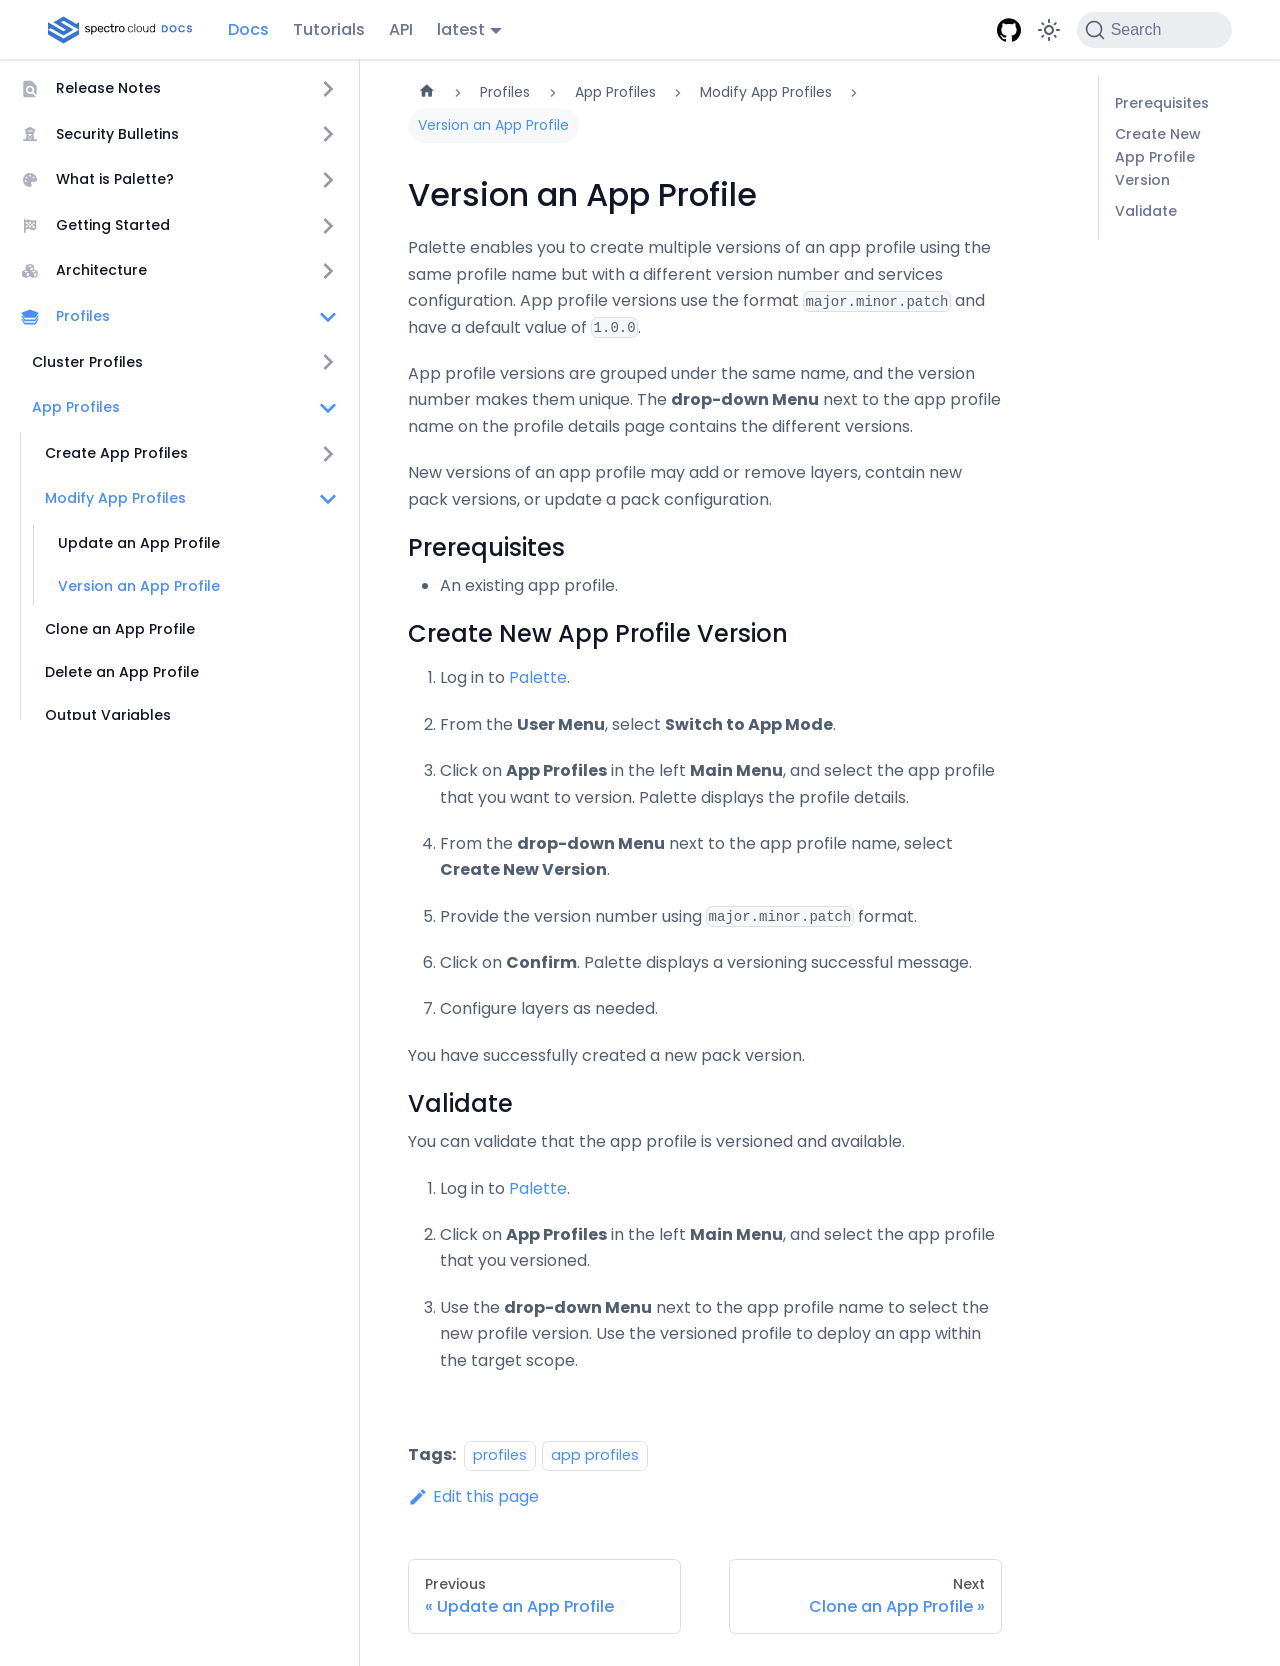 spectro cloud DOCS
Docs
Tutorials
API
latest
Search
Release Notes
Security Bulletins
What is Palette?
Getting Started
Architecture
Profiles
Cluster Profiles
App Profiles
Create App Profiles
Modify App Profiles
Update an App Profile
Version an App Profile
Clone an App Profile
Delete an App Profile
Output Variables
Profiles
App Profiles
Modify App Profiles
Version an App Profile
Version an App Profile
Palette enables you to create multiple versions of an app profile using the
same profile name but with a different version number and services
configuration. App profile versions use the format major.minor.patch and
have a default value of 1.0.0.
App profile versions are grouped under the same name, and the version
number makes them unique. The drop-down Menu next to the app profile
name on the profile details page contains the different versions.
New versions of an app profile may add or remove layers, contain new
pack versions, or update a pack configuration.
Prerequisites
An existing app profile.
Create New App Profile Version
1. Log in to Palette.
2. From the User Menu, select Switch to App Mode.
3. Click on App Profiles in the left Main Menu, and select the app profile
that you want to version. Palette displays the profile details.
4. From the drop-down Menu next to the app profile name, select
Create New Version.
5. Provide the version number using major.minor.patch format.
6. Click on Confirm. Palette displays a versioning successful message.
7. Configure layers as needed.
You have successfully created a new pack version.
Validate
You can validate that the app profile is versioned and available.
1. Log in to Palette.
2. Click on App Profiles in the left Main Menu, and select the app profile
that you versioned.
3. Use the drop-down Menu next to the app profile name to select the
new profile version. Use the versioned profile to deploy an app within
the target scope.
Tags: profiles app profiles
Edit this page
Previous
« Update an App Profile
Next
Clone an App Profile »
Prerequisites
Create New
App Profile
Version
Validate